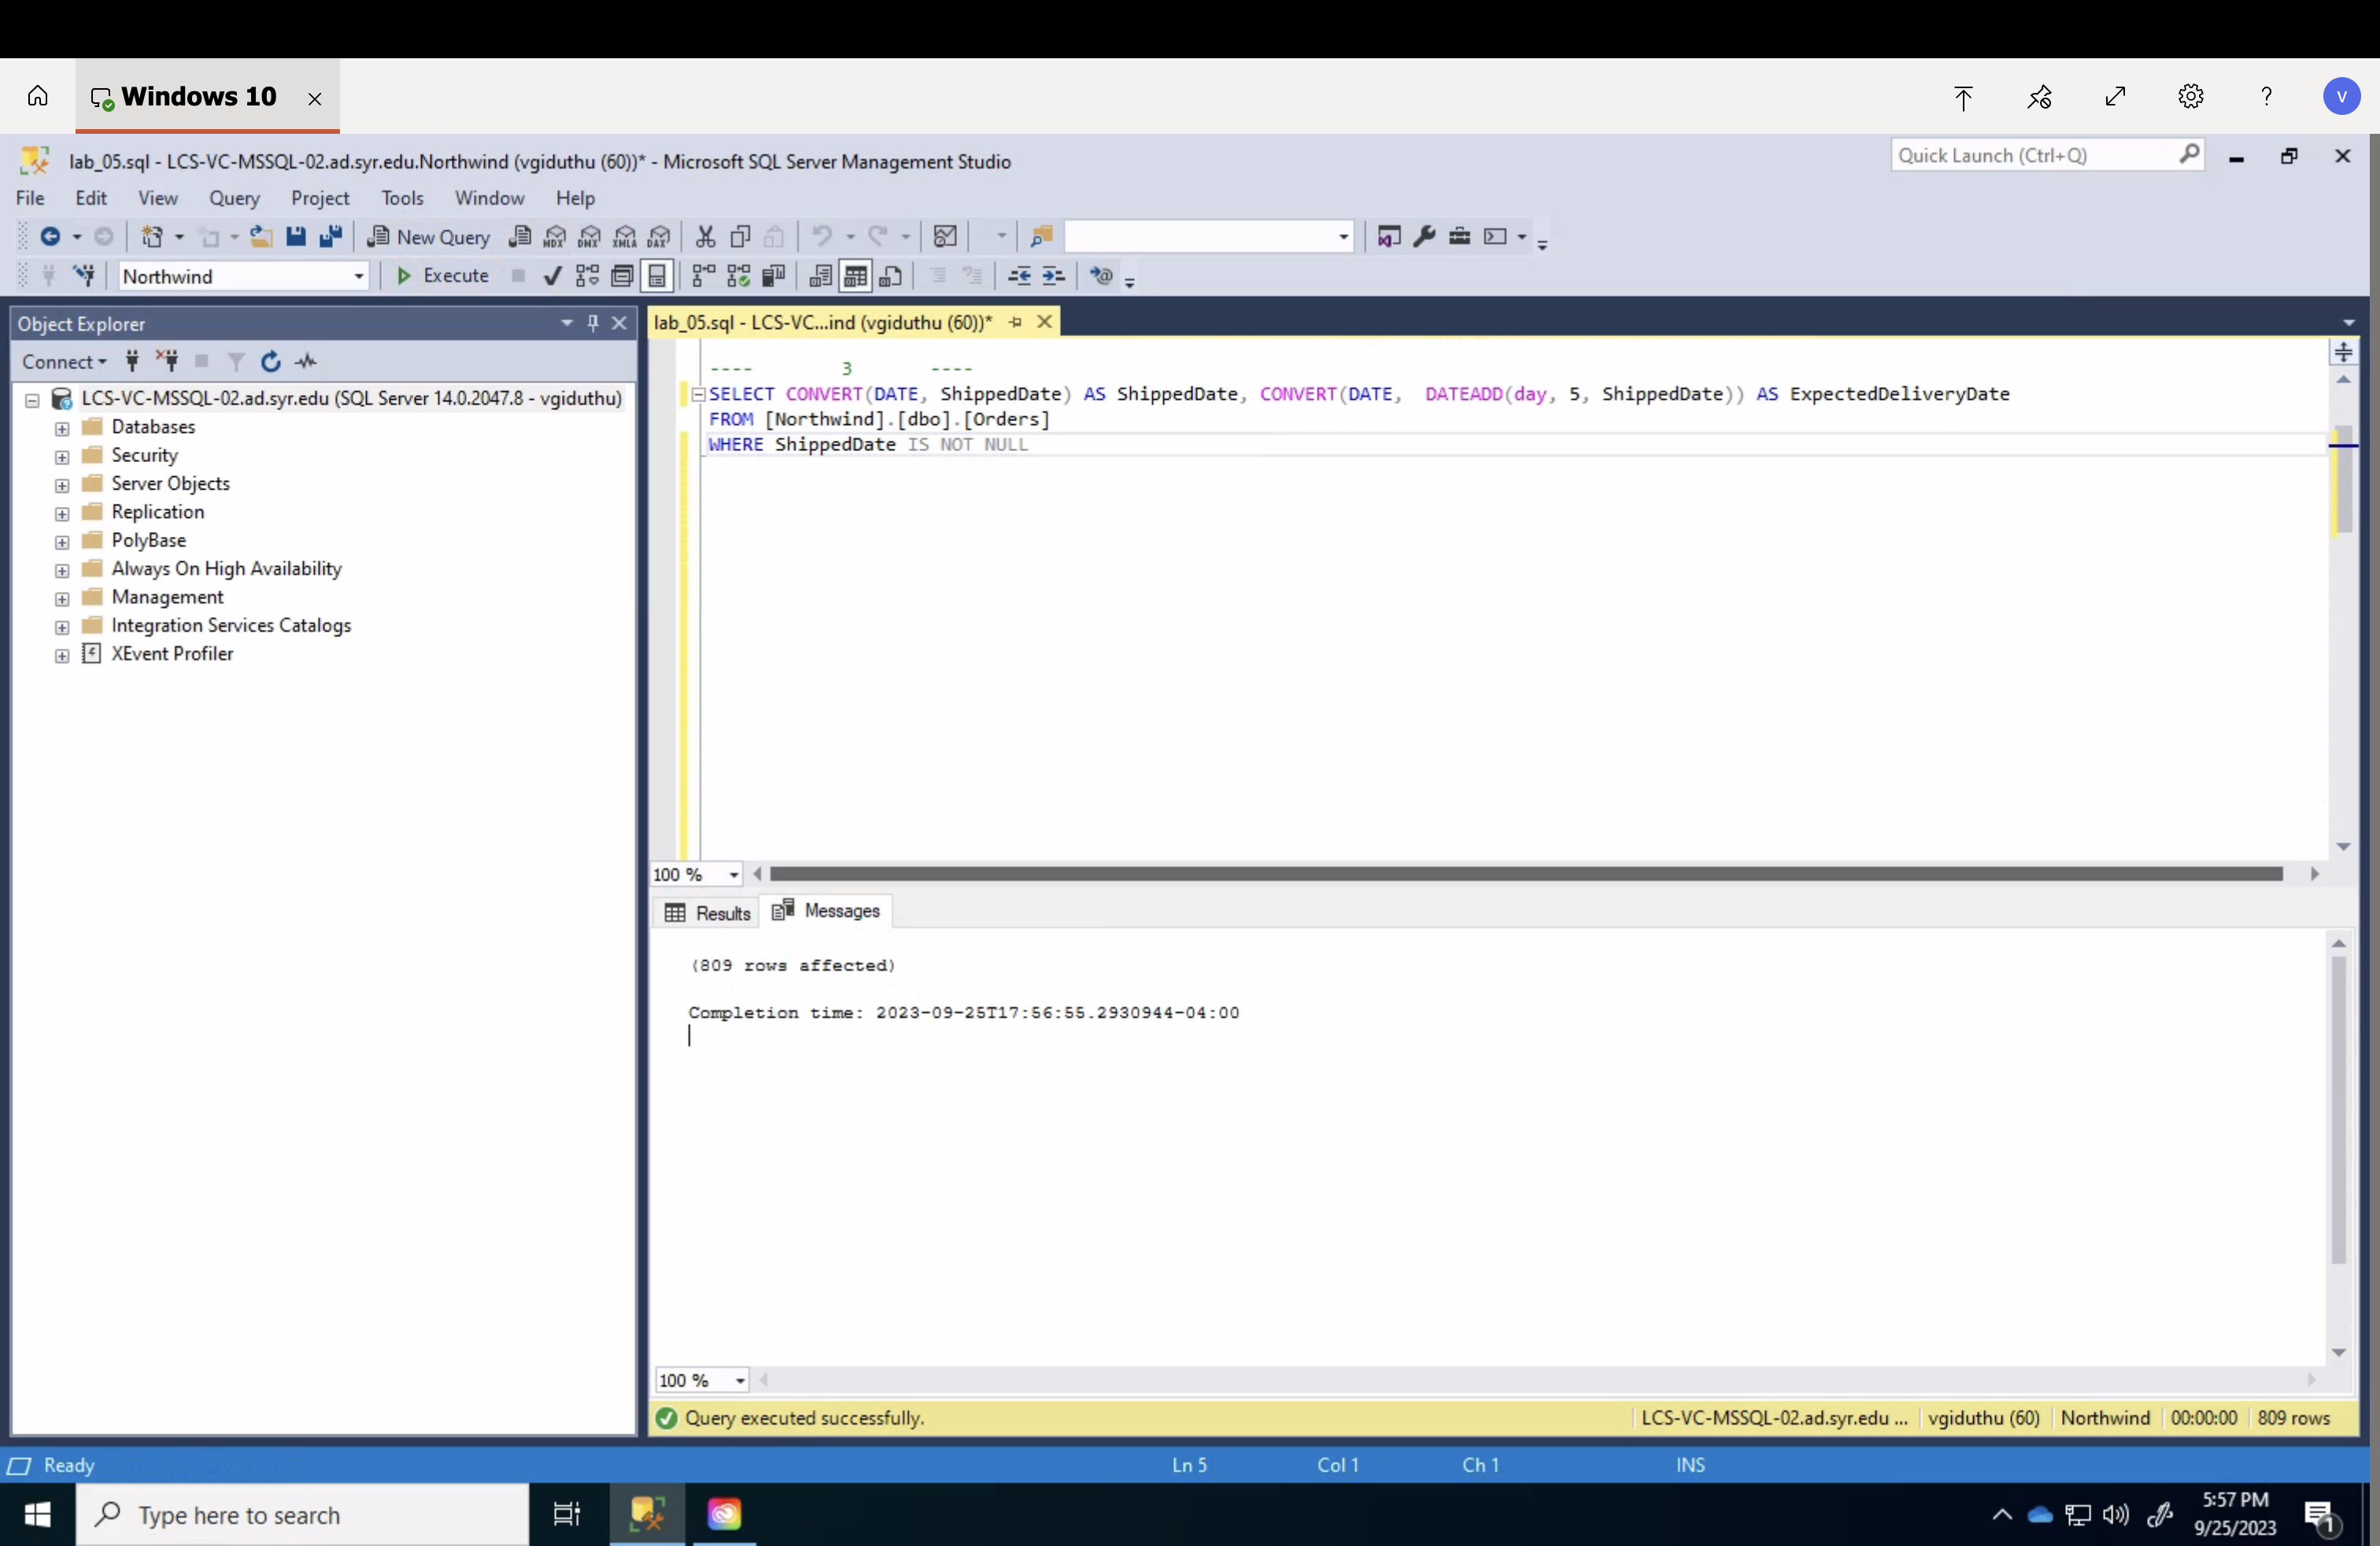 Windows 10
V
lab_05.sql - LCS-VC-MSSQL-02.ad.syr.edu.Northwind (vgiduthu (60))* - Microsoft SQL Server Management Studio
Quick Launch (Ctrl+Q)
File Edit View Query Project Tools Window Help
New Query MDX DMX XMLA DAX
Northwind Execute
Object Explorer
Connect
LCS-VC-MSSQL-02.ad.syr.edu (SQL Server 14.0.2047.8 - vgiduthu)
Databases
Security
Server Objects
Replication
PolyBase
Always On High Availability
Management
Integration Services Catalogs
XEvent Profiler
lab_05.sql - LCS-VC...ind (vgiduthu (60))*
---- 3 ----
SELECT CONVERT(DATE, ShippedDate) AS ShippedDate, CONVERT(DATE, DATEADD(day, 5, ShippedDate)) AS ExpectedDeliveryDate
FROM [Northwind].[dbo].[Orders]
WHERE ShippedDate IS NOT NULL
100 %
Results Messages
(809 rows affected)
Completion time: 2023-09-25T17:56:55.2930944-04:00
100 %
Query executed successfully. LCS-VC-MSSQL-02.ad.syr.edu ... vgiduthu (60) Northwind 00:00:00 809 rows
Ready Ln 5 Col 1 Ch 1 INS
Type here to search
5:57 PM
9/25/2023
1